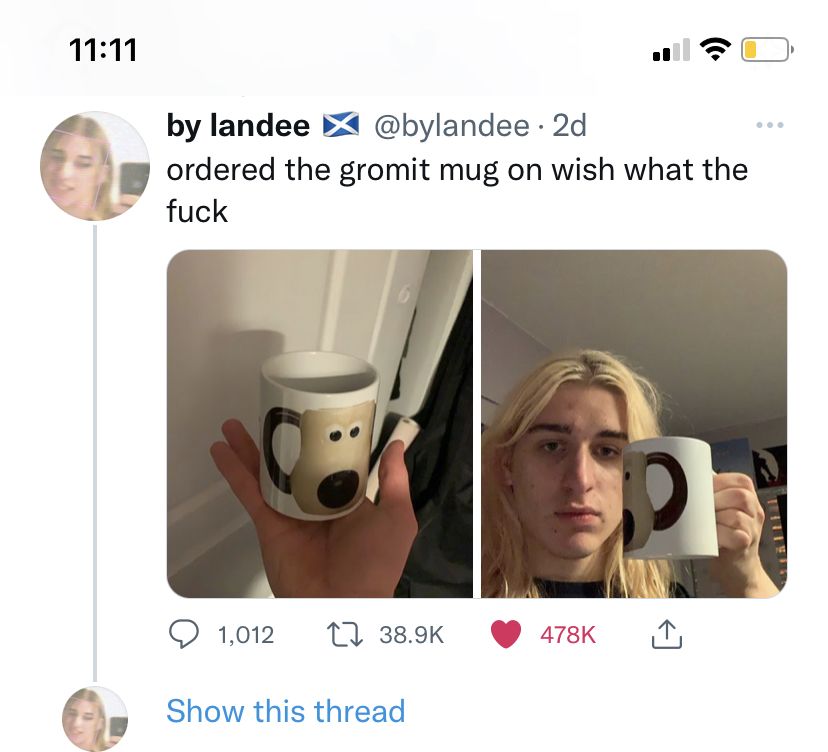 11:11
by landee 🏴󠁧󠁢󠁳󠁣󠁴󠁿 @bylandee · 2d
ordered the gromit mug on wish what the
fuck
1,012 38.9K 478K
Show this thread